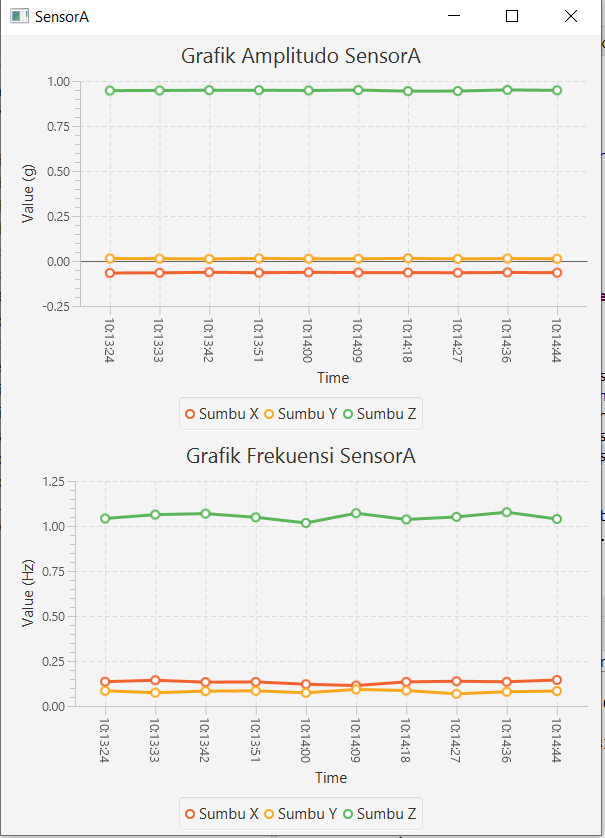 SensorA
Grafik Amplitudo SensorA
1.00
0.75
0.50
0.25
0.00
-0.25
Value (g)
10:13:24 10:13:33 10:13:42 10:13:51 10:14:00 10:14:09 10:14:18 10:14:27 10:14:36 10:14:44
Time
Sumbu X Sumbu Y Sumbu Z
Grafik Frekuensi SensorA
1.25
1.00
0.75
0.50
0.25
0.00
Value (Hz)
10:13:24 10:13:33 10:13:42 10:13:51 10:14:00 10:14:09 10:14:18 10:14:27 10:14:36 10:14:44
Time
Sumbu X Sumbu Y Sumbu Z